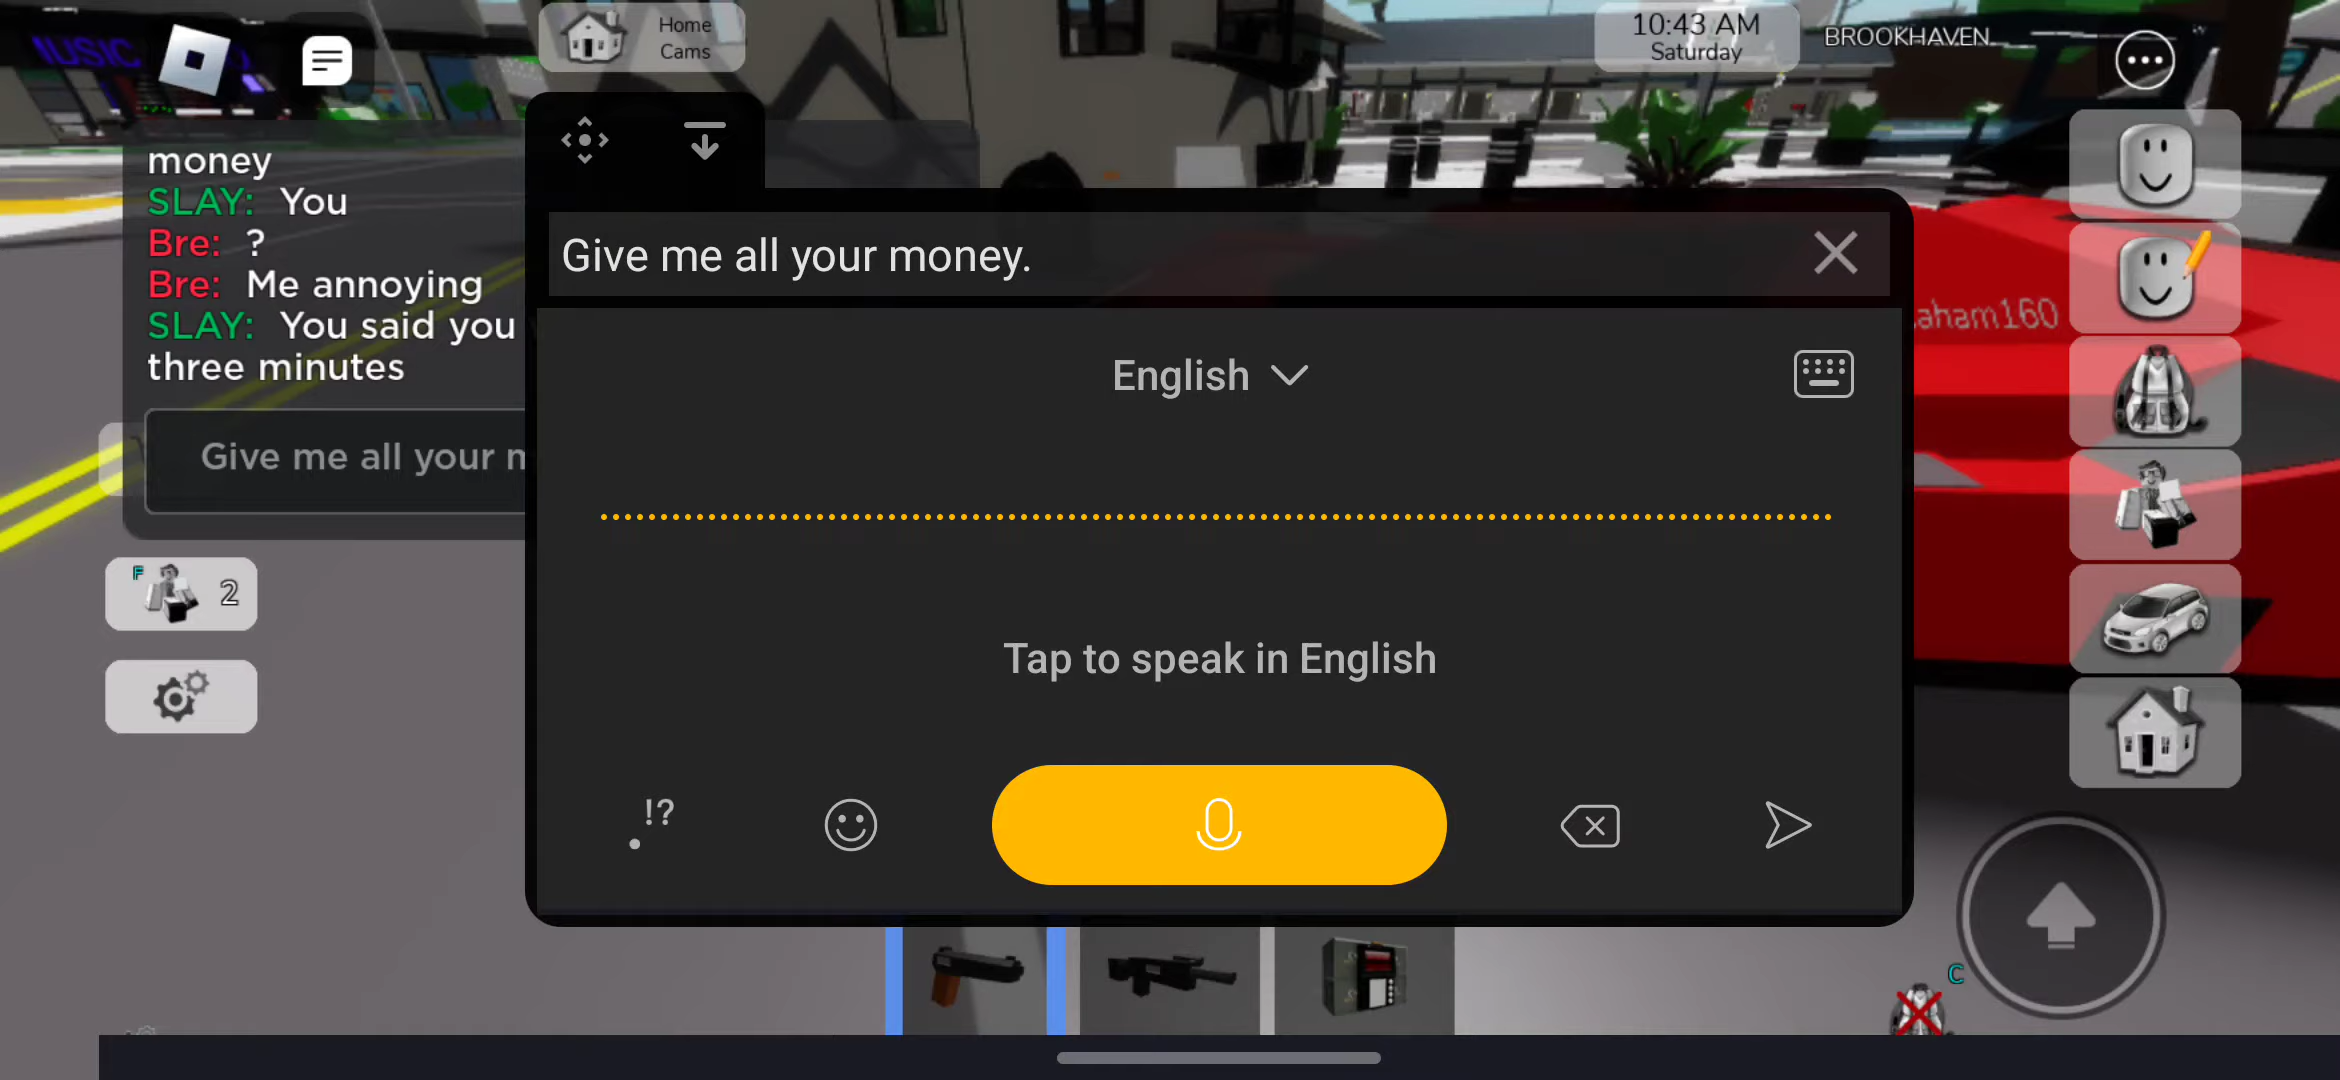 MUSIC
Home
Cams
10:43 AM
Saturday
BROOKHAVEN
money
SLAY: You
Bre: ?
Bre: Me annoying
SLAY: You said you
three minutes
Give me all your m
Give me all your money.
English
Tap to speak in English
.!?
aham160
F
2
C